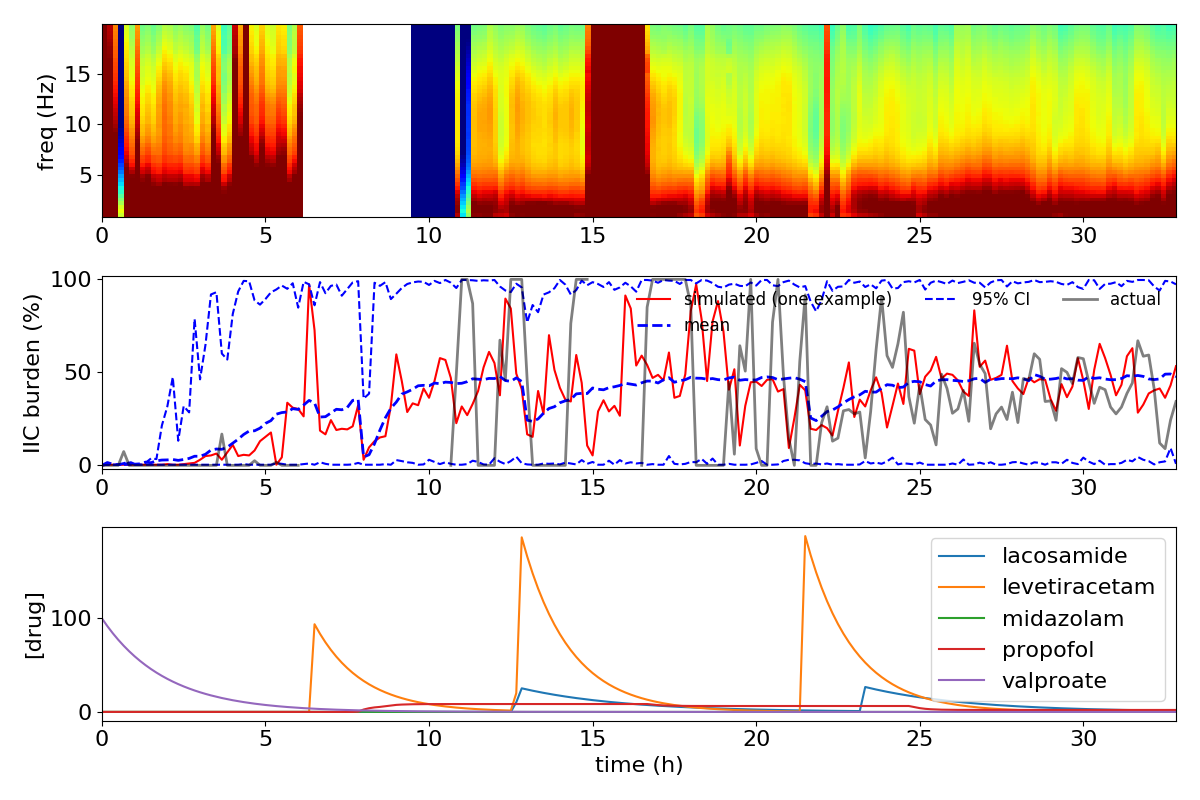 freq (Hz)
15
10
5
0 5 10 15 20 25 30
IIC burden (%)
100
50
0
simulated (one example)
mean
95% CI
actual
0 5 10 15 20 25 30
[drug]
100
0
lacosamide
levetiracetam
midazolam
propofol
valproate
0 5 10 15 20 25 30
time (h)